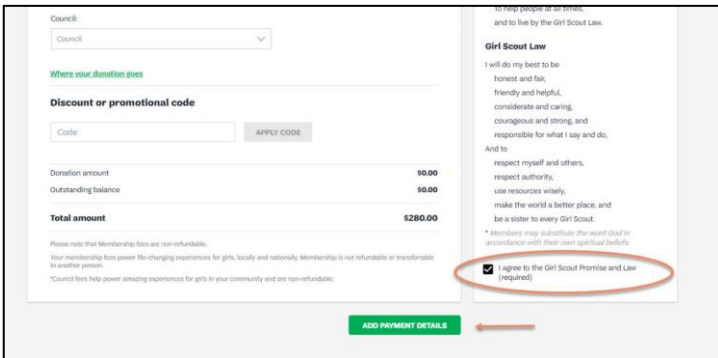 Council:
Council
Where your donation goes
Discount or promotional code
Code
APPLY CODE
Donation amount $0.00
Outstanding balance $0.00
Total amount $280.00
Please note that Membership fees are non-refundable.
Your membership fees power life-changing experiences for girls, locally and nationally. Membership is not refundable or transferrable
to another person.
*Council fees help power amazing experiences for girls in your community and are non-refundable.
To help people at all times,
and to live by the Girl Scout Law.
Girl Scout Law
I will do my best to be
honest and fair,
friendly and helpful,
considerate and caring,
courageous and strong, and
responsible for what I say and do,
And to
respect myself and others,
respect authority,
use resources wisely,
make the world a better place, and
be a sister to every Girl Scout.
* Members may substitute the word God in
accordance with their own spiritual beliefs.
I agree to the Girl Scout Promise and Law
(required)
ADD PAYMENT DETAILS